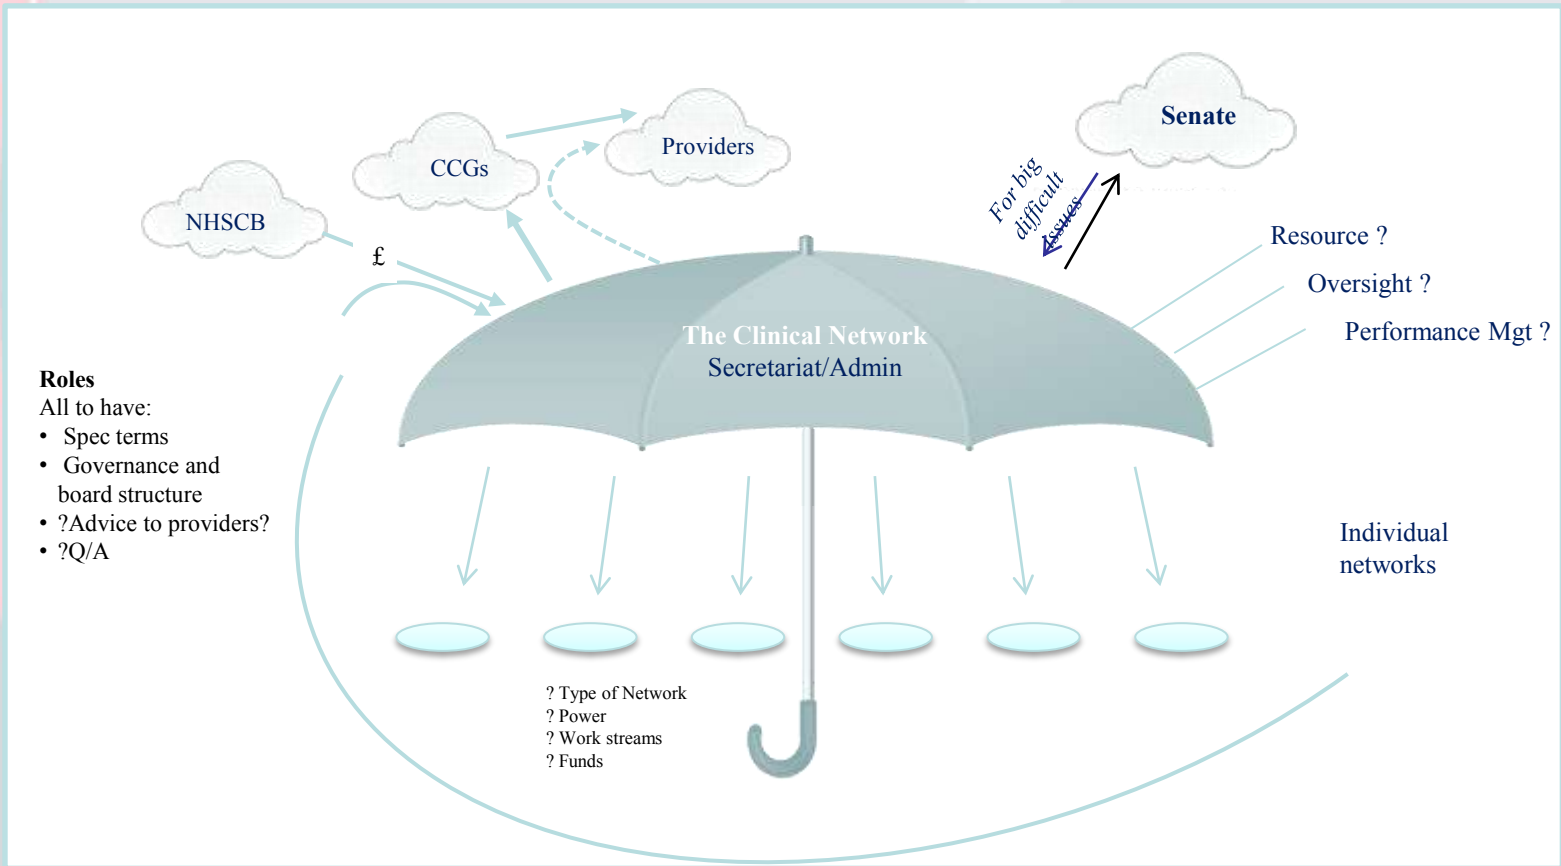 Senate
Providers
CCGs
NHSCB
£
For big
difficult
issues
Resource ?
Oversight ?
Performance Mgt ?
The Clinical Network
Secretariat/Admin
Roles
All to have:
• Spec terms
• Governance and
board structure
• ?Advice to providers?
• ?Q/A
Individual
networks
? Type of Network
? Power
? Work streams
? Funds